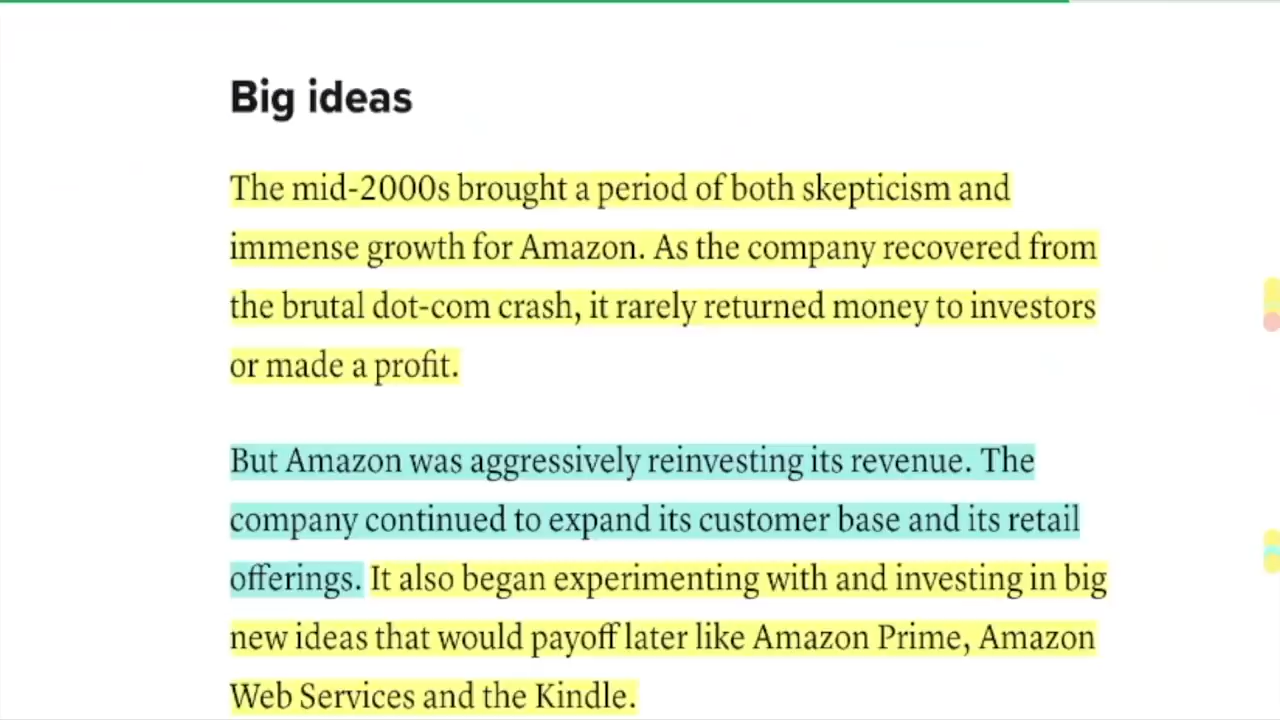 Big ideas
The mid-2000s brought a period of both skepticism and
immense growth for Amazon. As the company recovered from
the brutal dot-com crash, it rarely returned money to investors
or made a profit.
But Amazon was aggressively reinvesting its revenue. The
company continued to expand its customer base and its retail
offerings. It also began experimenting with and investing in big
new ideas that would payoff later like Amazon Prime, Amazon
Web Services and the Kindle.